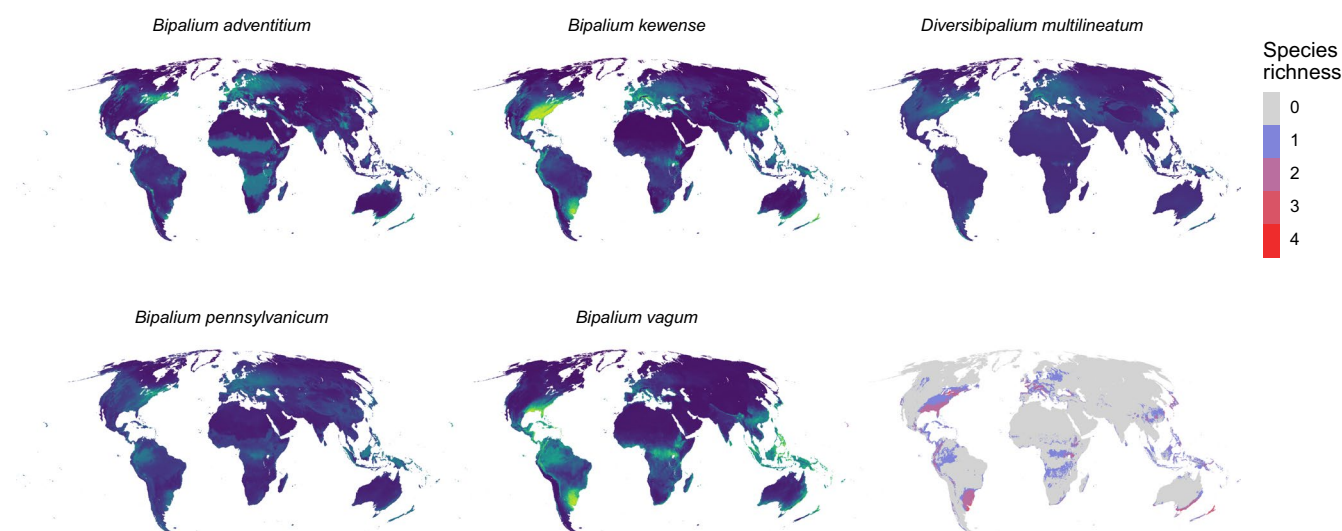 Bipalium adventitium
Bipalium kewense
Diversibipalium multilineatum
Species
richness
0
1
2
3
4
Bipalium pennsylvanicum
Bipalium vagum